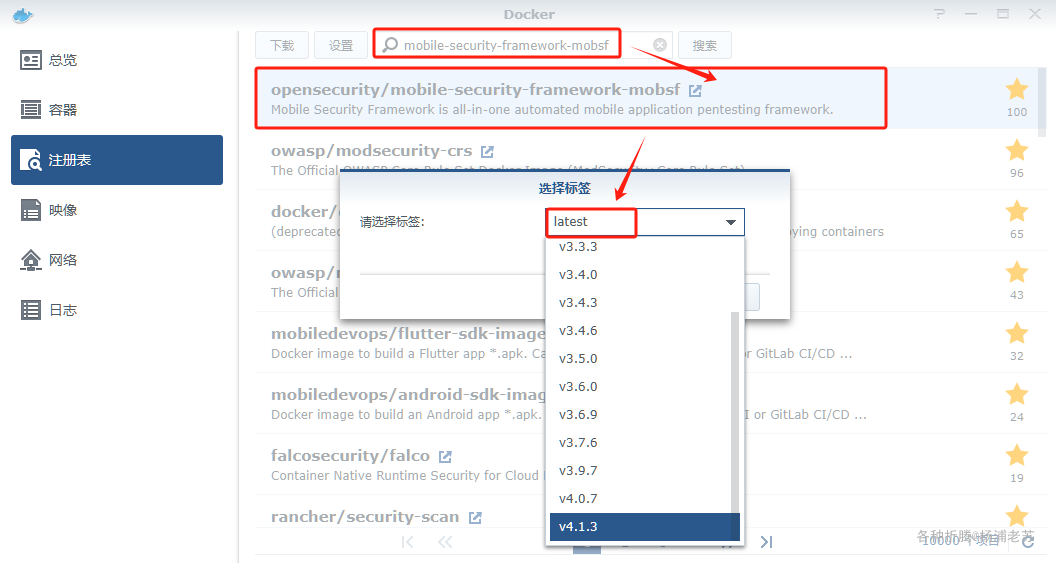 Docker
总览
容器
注册表
映像
网络
日志
下载 设置 mobile-security-framework-mobsf 搜索
opensecurity/mobile-security-framework-mobsf
Mobile Security Framework is all-in-one automated mobile application pentesting framework.
100
owasp/modsecurity-crs
The Official OWASP Core Rule Set Docker Image (ModSecurity+Core Rule Set)
96
docker/
(deprecated
ying containers
65
owasp/
The Official
43
mobiledevops/flutter-sdk-image
Docker image to build a Flutter app *.apk. Ca
or GitLab CI/CD ...
32
mobiledevops/android-sdk-imag
Docker image to build an Android app *.apk.
I or GitLab CI/CD ...
24
falcosecurity/falco
Container Native Runtime Security for Cloud
19
rancher/security-scan
选择标签
请选择标签:
latest
v3.3.3
v3.4.0
v3.4.3
v3.4.6
v3.5.0
v3.6.0
v3.6.9
v3.7.6
v3.9.7
v4.0.7
v4.1.3
10000 个项目
各种折腾@杨浦老苏